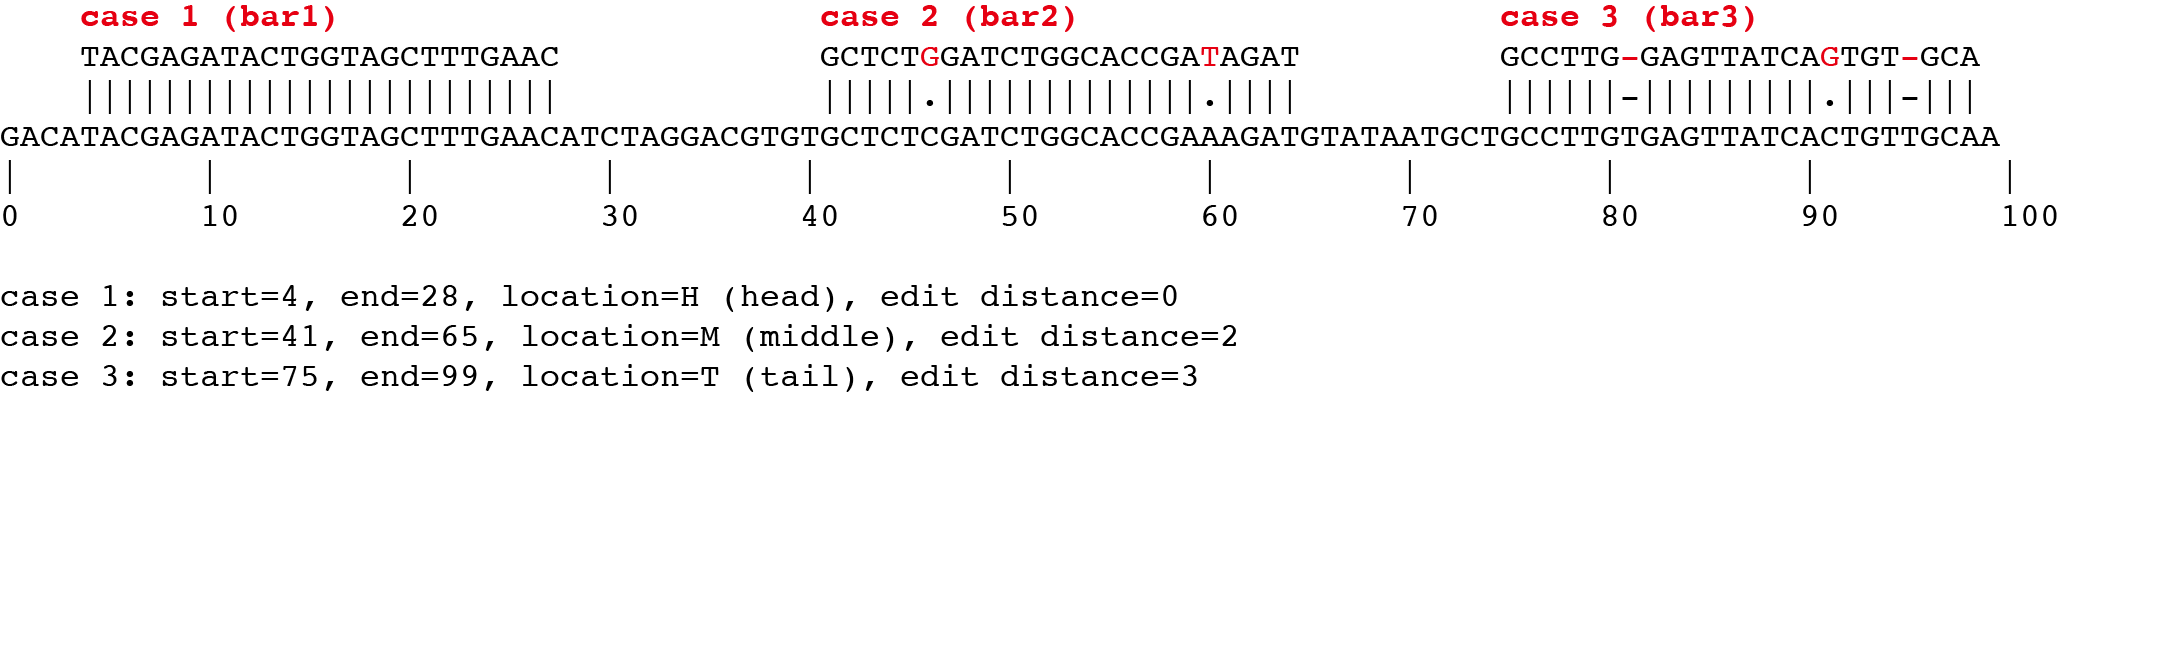 case 1 (bar1) case 2 (bar2) case 3 (bar3)
TACGAGATACTGGTAGCTTTGAAC GCTCTGGATCTGGCACCGATAGAT GCCTTG-GAGTTATCAGTGT-GCA
|||||||||||||||||||||||| |||||.|||||||||||||.|||| ||||||-|||||||||.|||-|||
GACATACGAGATACTGGTAGCTTTGAACATCTAGGACGTGTGCTCTCGATCTGGCACCGAAAGATGTATAATGCTGCCTTGTGAGTTATCACTGTTGCAA
| | | | | | | | | | |
0 10 20 30 40 50 60 70 80 90 100
case 1: start=4, end=28, location=H (head), edit distance=0
case 2: start=41, end=65, location=M (middle), edit distance=2
case 3: start=75, end=99, location=T (tail), edit distance=3